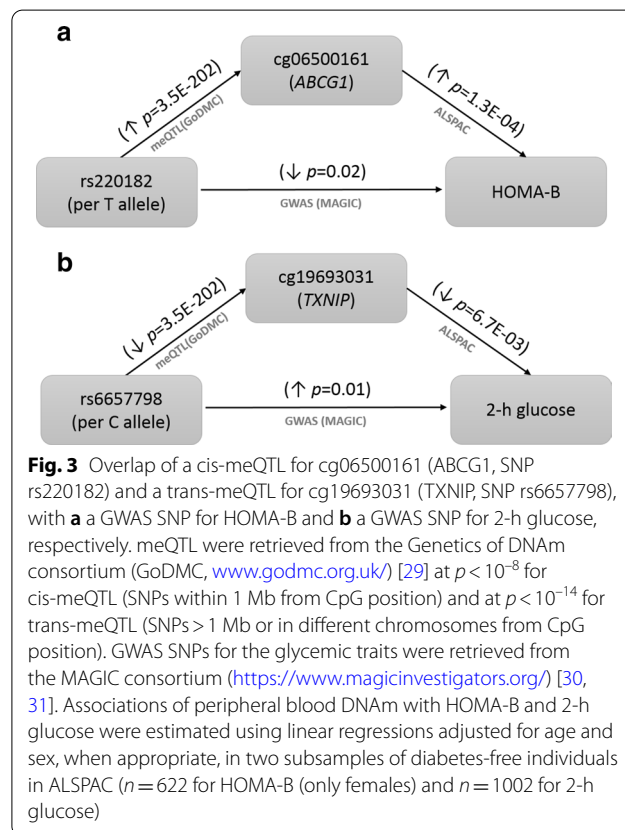 a
cg06500161
(ABCG1)
(↑ p=3.5E-202)
meQTL(GoDMC)
(↑ p=1.3E-04)
ALSPAC
rs220182
(per T allele)
(↓ p=0.02)
GWAS (MAGIC)
HOMA-B
b
cg19693031
(TXNIP)
(↓ p=3.5E-202)
meQTL(GoDMC)
(↓ p=6.7E-03)
ALSPAC
rs6657798
(per C allele)
(↑ p=0.01)
GWAS (MAGIC)
2-h glucose
Fig. 3 Overlap of a cis-meQTL for cg06500161 (ABCG1, SNP
rs220182) and a trans-meQTL for cg19693031 (TXNIP, SNP rs6657798),
with a a GWAS SNP for HOMA-B and b a GWAS SNP for 2-h glucose,
respectively. meQTL were retrieved from the Genetics of DNAm
consortium (GoDMC, www.godmc.org.uk/) [29] at p < 10⁻⁸ for
cis-meQTL (SNPs within 1 Mb from CpG position) and at p < 10⁻¹⁴ for
trans-meQTL (SNPs > 1 Mb or in different chromosomes from CpG
position). GWAS SNPs for the glycemic traits were retrieved from
the MAGIC consortium (https://www.magicinvestigators.org/) [30,
31]. Associations of peripheral blood DNAm with HOMA-B and 2-h
glucose were estimated using linear regressions adjusted for age and
sex, when appropriate, in two subsamples of diabetes-free individuals
in ALSPAC (n = 622 for HOMA-B (only females) and n = 1002 for 2-h
glucose)